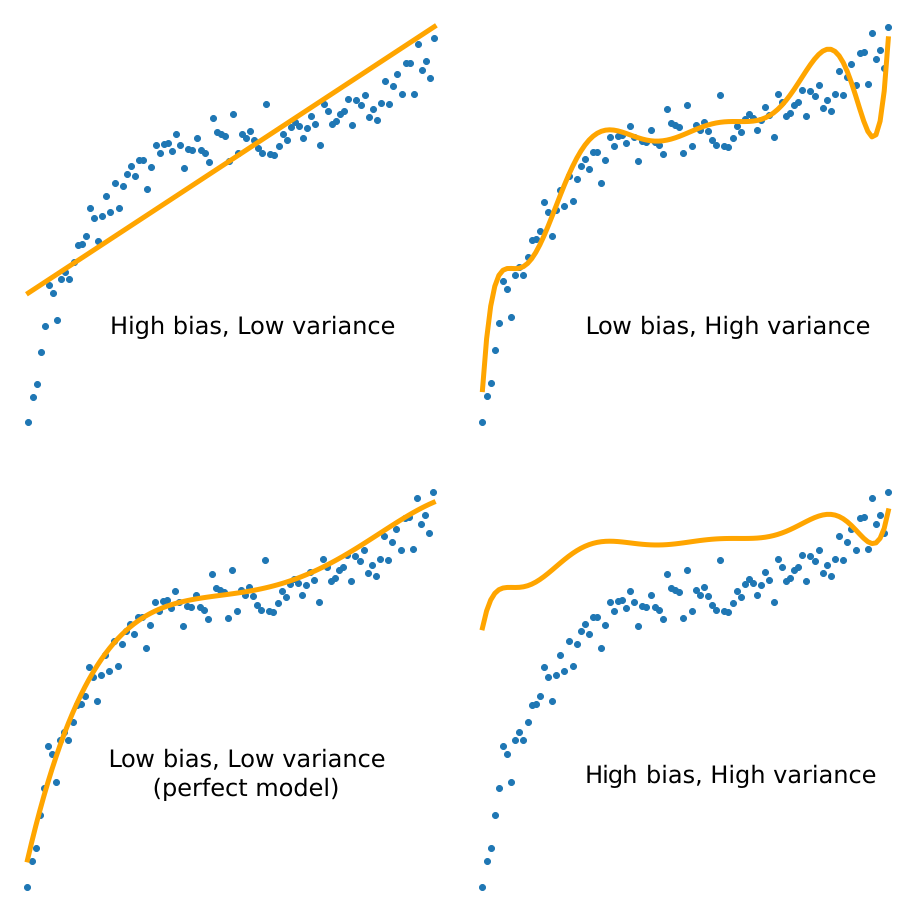 High bias, Low variance
Low bias, High variance
Low bias, Low variance
(perfect model)
High bias, High variance